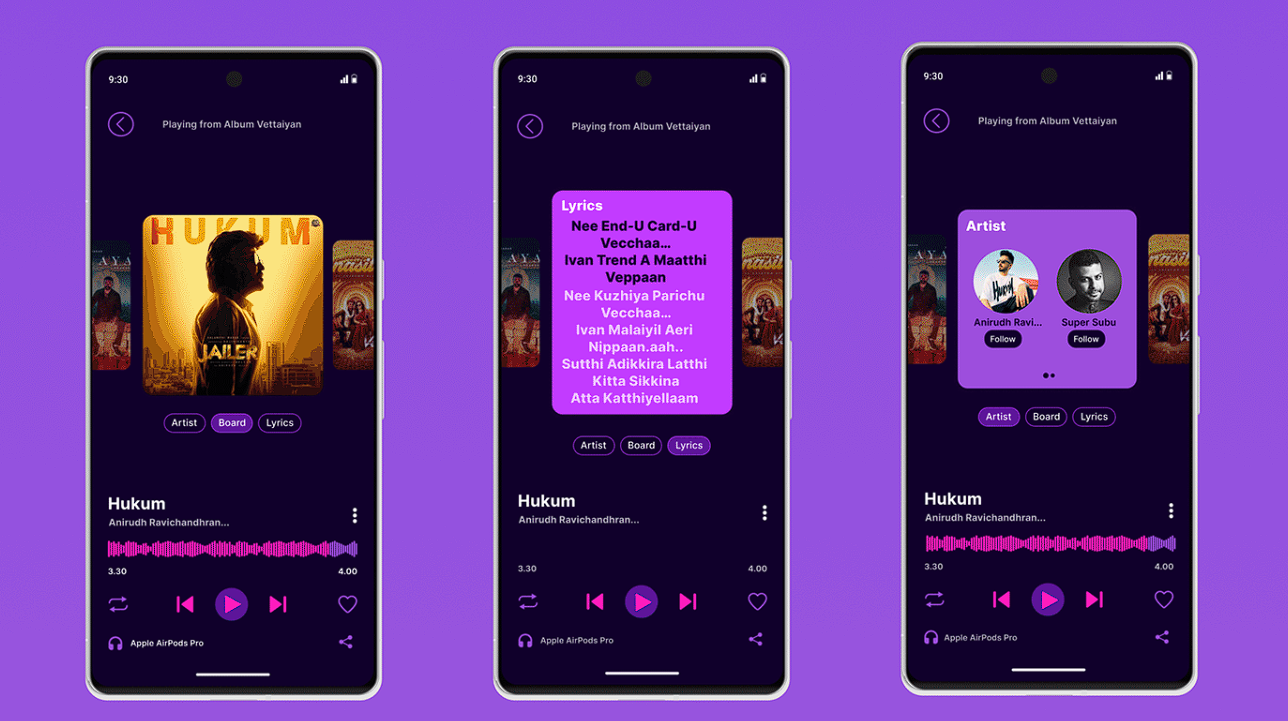 9:30
Playing from Album Vettaiyan
HUKUM
JAILER
Artist
Board
Lyrics
Hukum
Anirudh Ravichandhran...
3.30
4.00
Apple AirPods Pro
9:30
Playing from Album Vettaiyan
Lyrics
Nee End-U Card-U
Vecchaa...
Ivan Trend A Maatthi
Veppaan
Nee Kuzhiya Parichu
Vecchaa...
Ivan Malaiyil Aeri
Nippaan.aah..
Sutthi Adikkira Latthi
Kitta Sikkina
Atta Katthiyellaam
Artist
Board
Lyrics
Hukum
Anirudh Ravichandhran...
3.30
4.00
Apple AirPods Pro
9:30
Playing from Album Vettaiyan
Artist
HUKUM
Anirudh Ravi...
Super Subu
Follow
Follow
Artist
Board
Lyrics
Hukum
Anirudh Ravichandhran...
3.30
4.00
Apple AirPods Pro